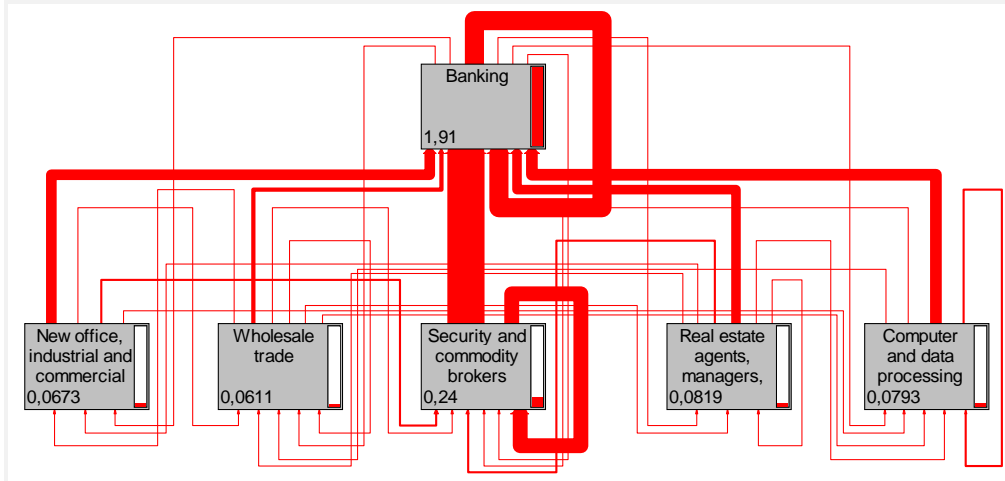 Banking
1,91
New office,
industrial and
commercial
0,0673
Wholesale
trade
0,0611
Security and
commodity
brokers
0,24
Real estate
agents,
managers,
0,0819
Computer
and data
processing
0,0793